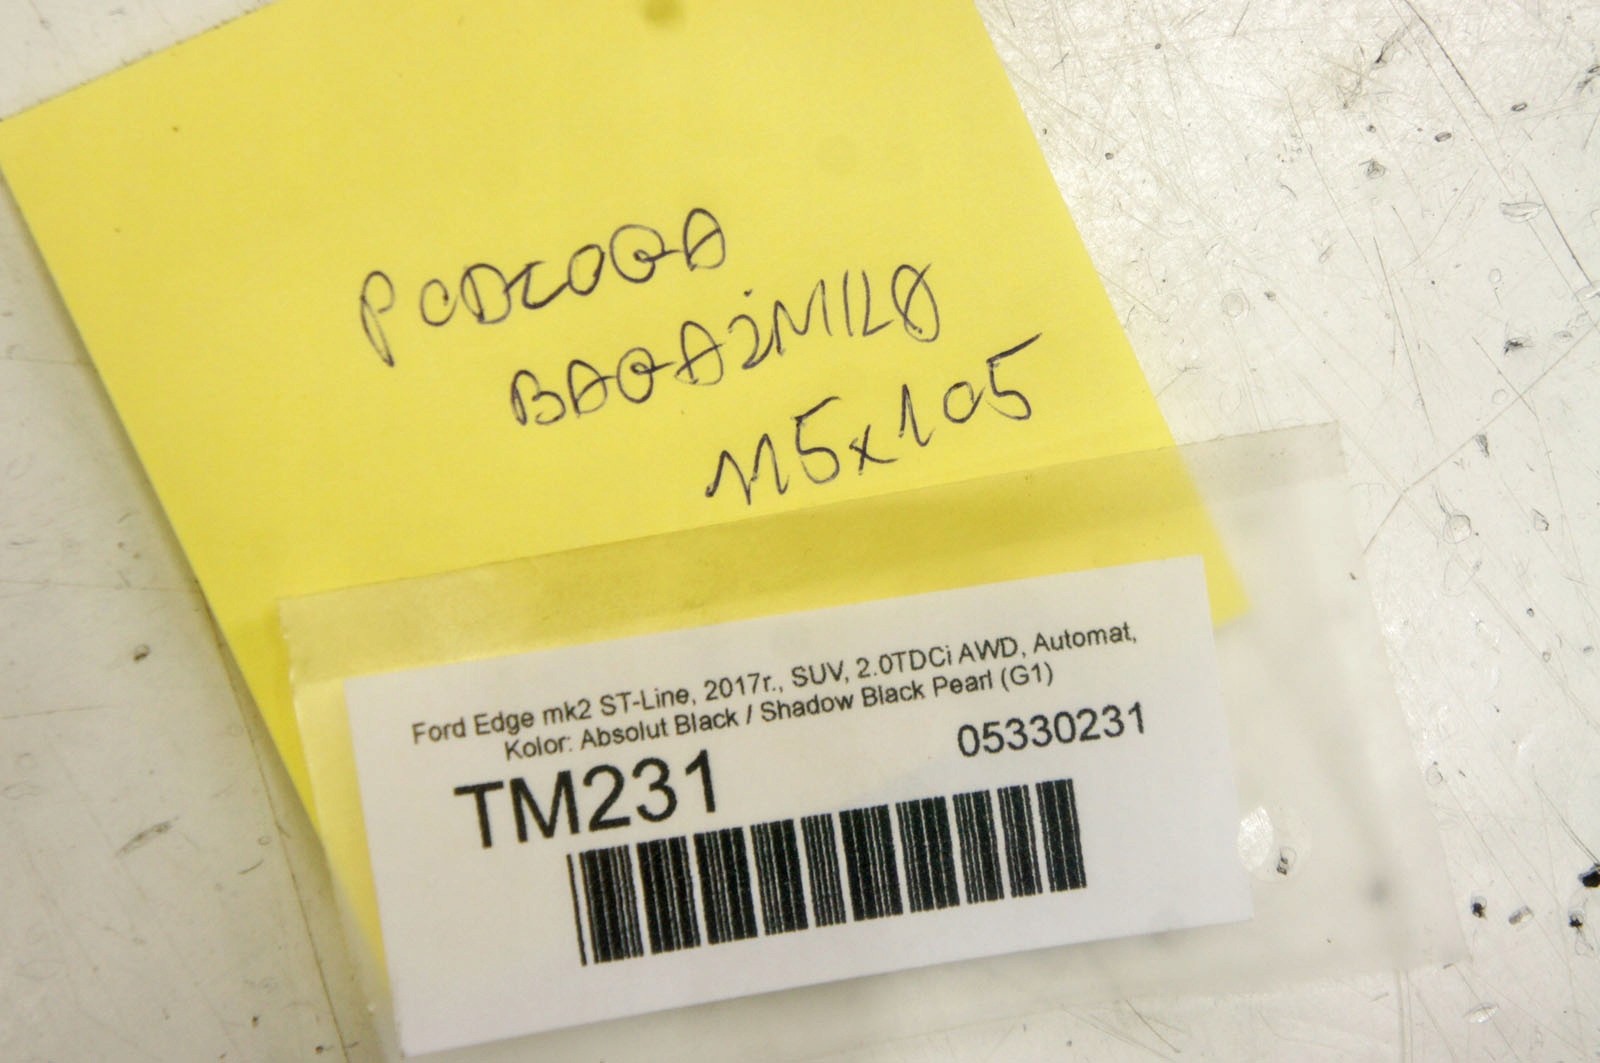 PODŁOGA
BAGAŻNIKA
115x105
Ford Edge mk2 ST-Line, 2017r., SUV, 2.0TDCi AWD, Automat,
Kolor: Absolut Black / Shadow Black Pearl (G1)
05330231
TM231